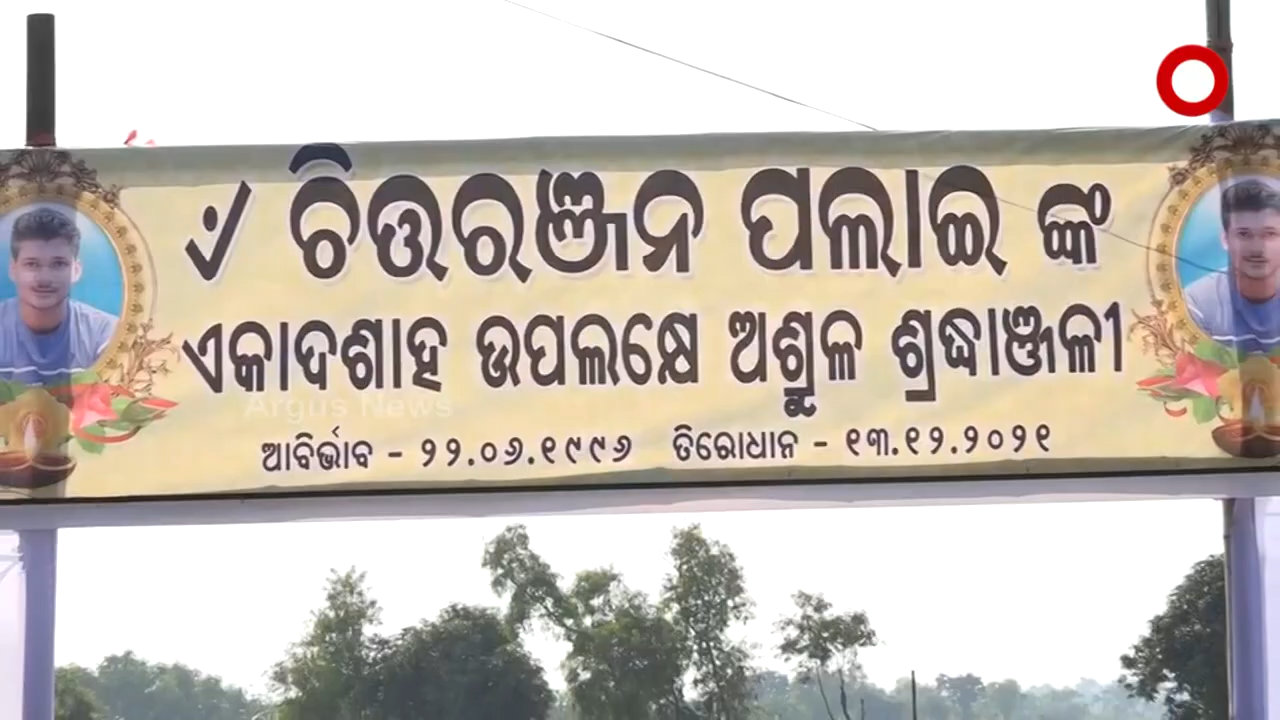 ঁ ଚିତ୍ତରଞ୍ଜନ ପଲାଇ ଙ୍କ
ଏକାଦଶାହ ଉପଲକ୍ଷେ ଅଶ୍ରୁଳ ଶ୍ରଦ୍ଧାଞ୍ଜଳୀ
Argus News
ଆବିର୍ଭାବ - ୨୨.୦୬.୧୯୯୬ ତିରୋଧାନ - ୧୩.୧୨.୨୦୨୧